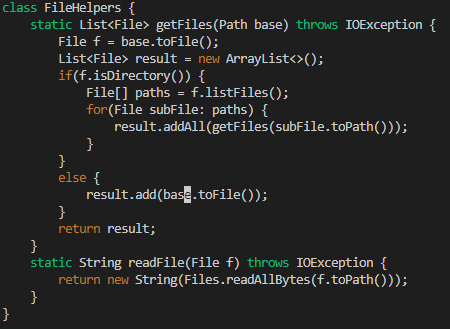 class FileHelpers {
    static List<File> getFiles(Path base) throws IOException {
        File f = base.toFile();
        List<File> result = new ArrayList<>();
        if(f.isDirectory()) {
            File[] paths = f.listFiles();
            for(File subFile: paths) {
                result.addAll(getFiles(subFile.toPath()));
            }
        }
        else {
            result.add(base.toFile());
        }
        return result;
    }
    static String readFile(File f) throws IOException {
        return new String(Files.readAllBytes(f.toPath()));
    }
}